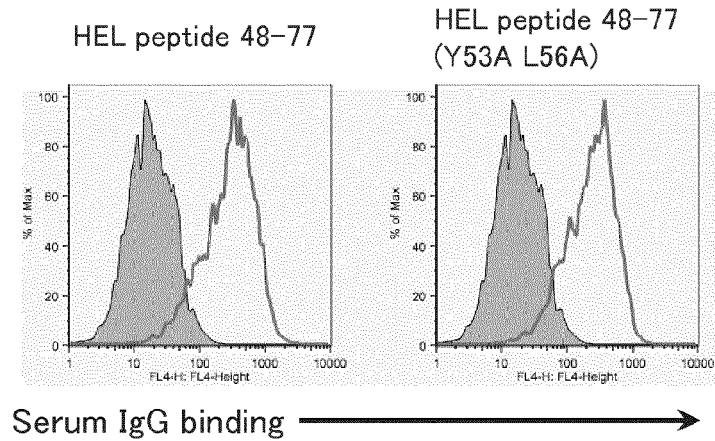 HEL peptide 48-77
HEL peptide 48-77
(Y53A L56A)
100
80
60
40
20
0
% of Max
1
10
100
1000
10000
FL4-H: FL4-Height
100
80
60
40
20
0
% of Max
1
10
100
1000
10000
FL4-H: FL4-Height
Serum IgG binding